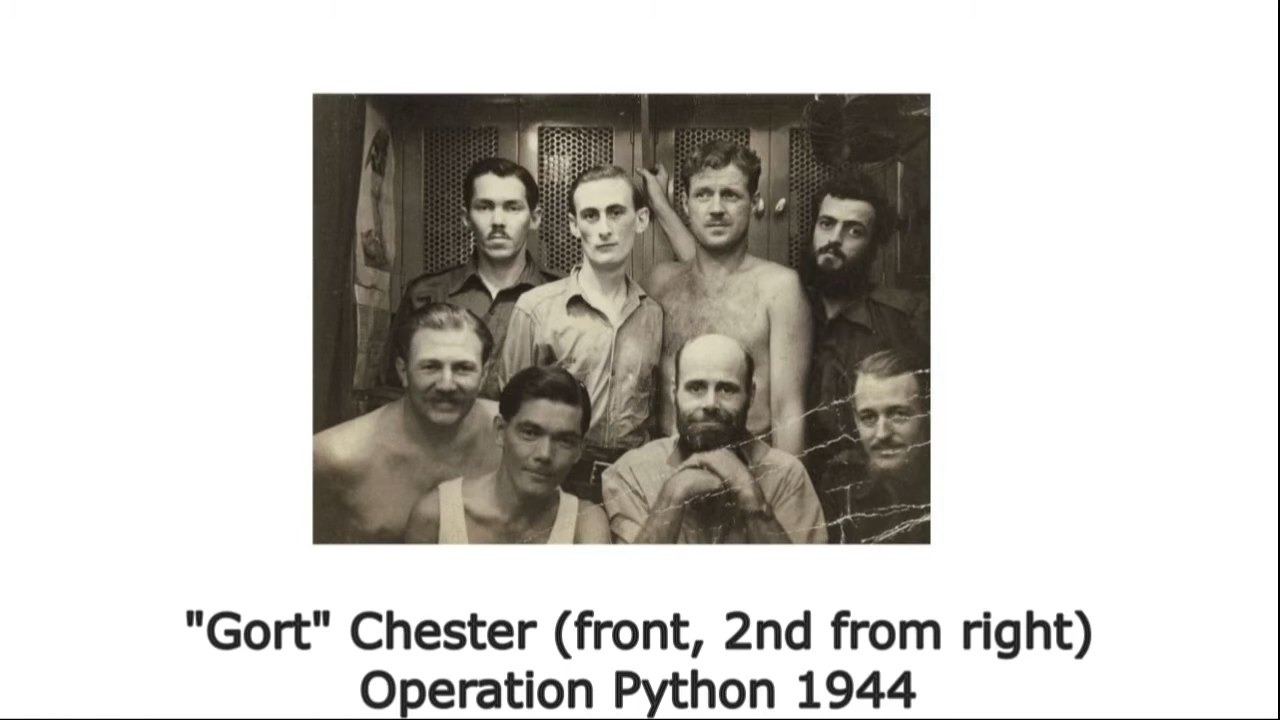 "Gort" Chester (front, 2nd from right)
Operation Python 1944